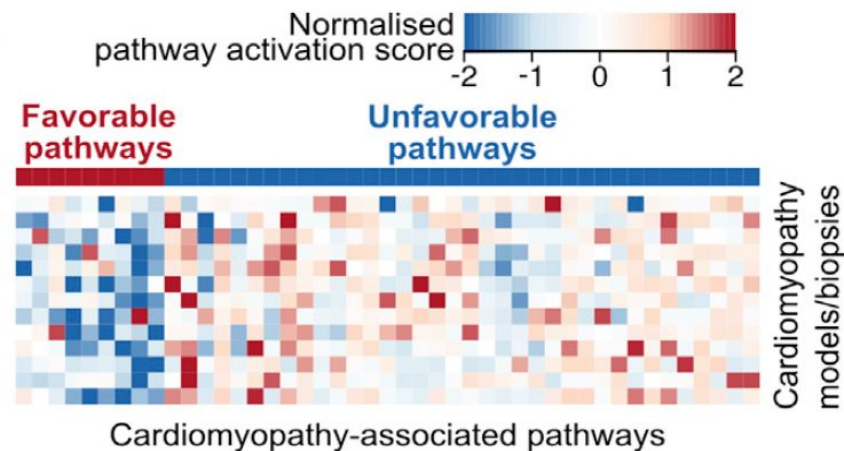 Normalised
pathway activation score
-2 -1 0 1 2
Favorable
pathways
Unfavorable
pathways
Cardiomyopathy
models/biopsies
Cardiomyopathy-associated pathways